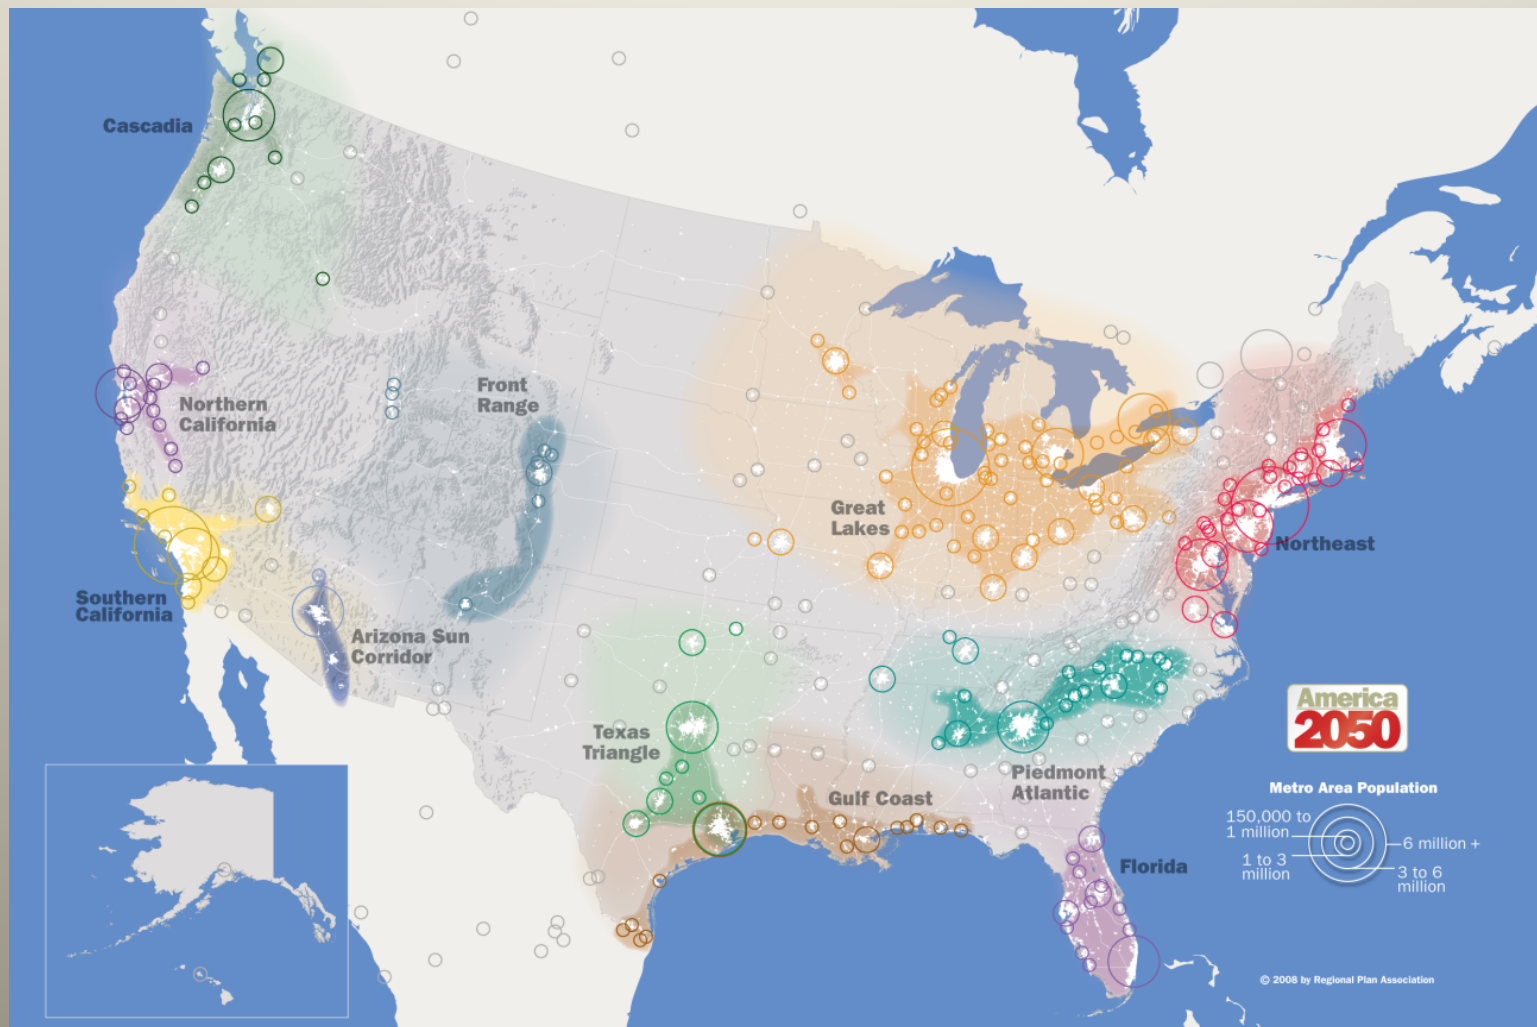 Cascadia
Northern
California
Front
Range
Great
Lakes
Northeast
Southern
California
Arizona Sun
Corridor
Texas
Triangle
Gulf Coast
Piedmont
Atlantic
Florida
America
2050
Metro Area Population
150,000 to
1 million
1 to 3
million
6 million +
3 to 6
million
© 2008 by Regional Plan Association